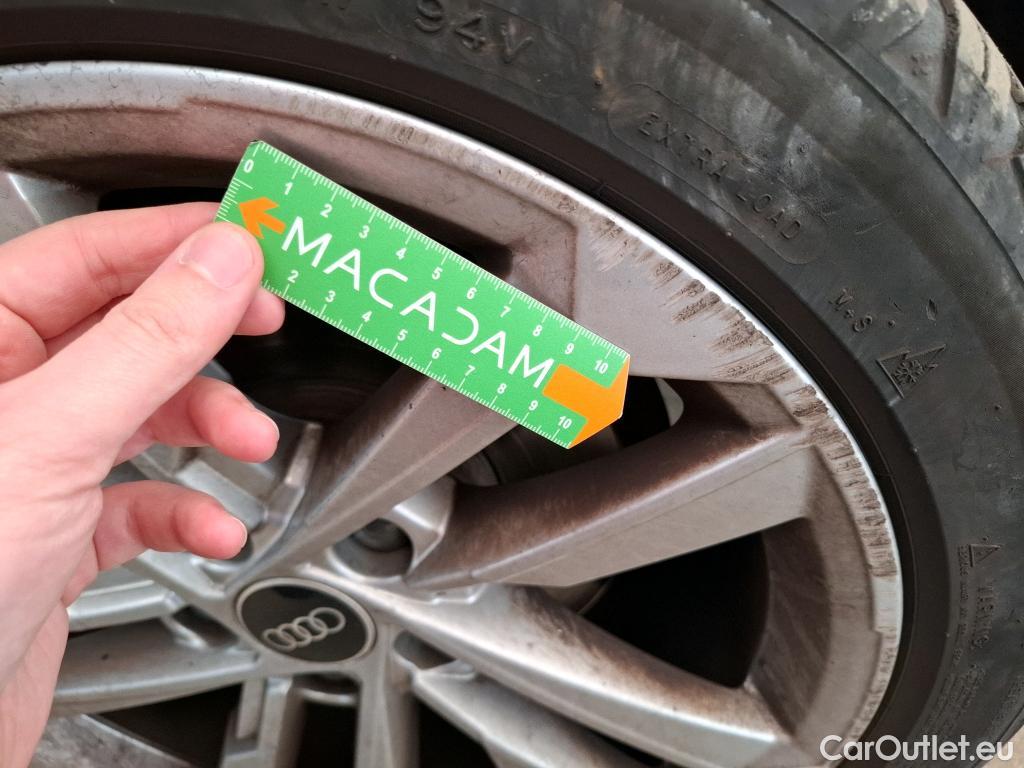 94V
EXTRA LOAD
M+S
0 1 2 3 4 5 6 7 8 9 10
MACADAM
2 3 4 5 6 7 8 9 10
WARNING
CarOutlet.eu